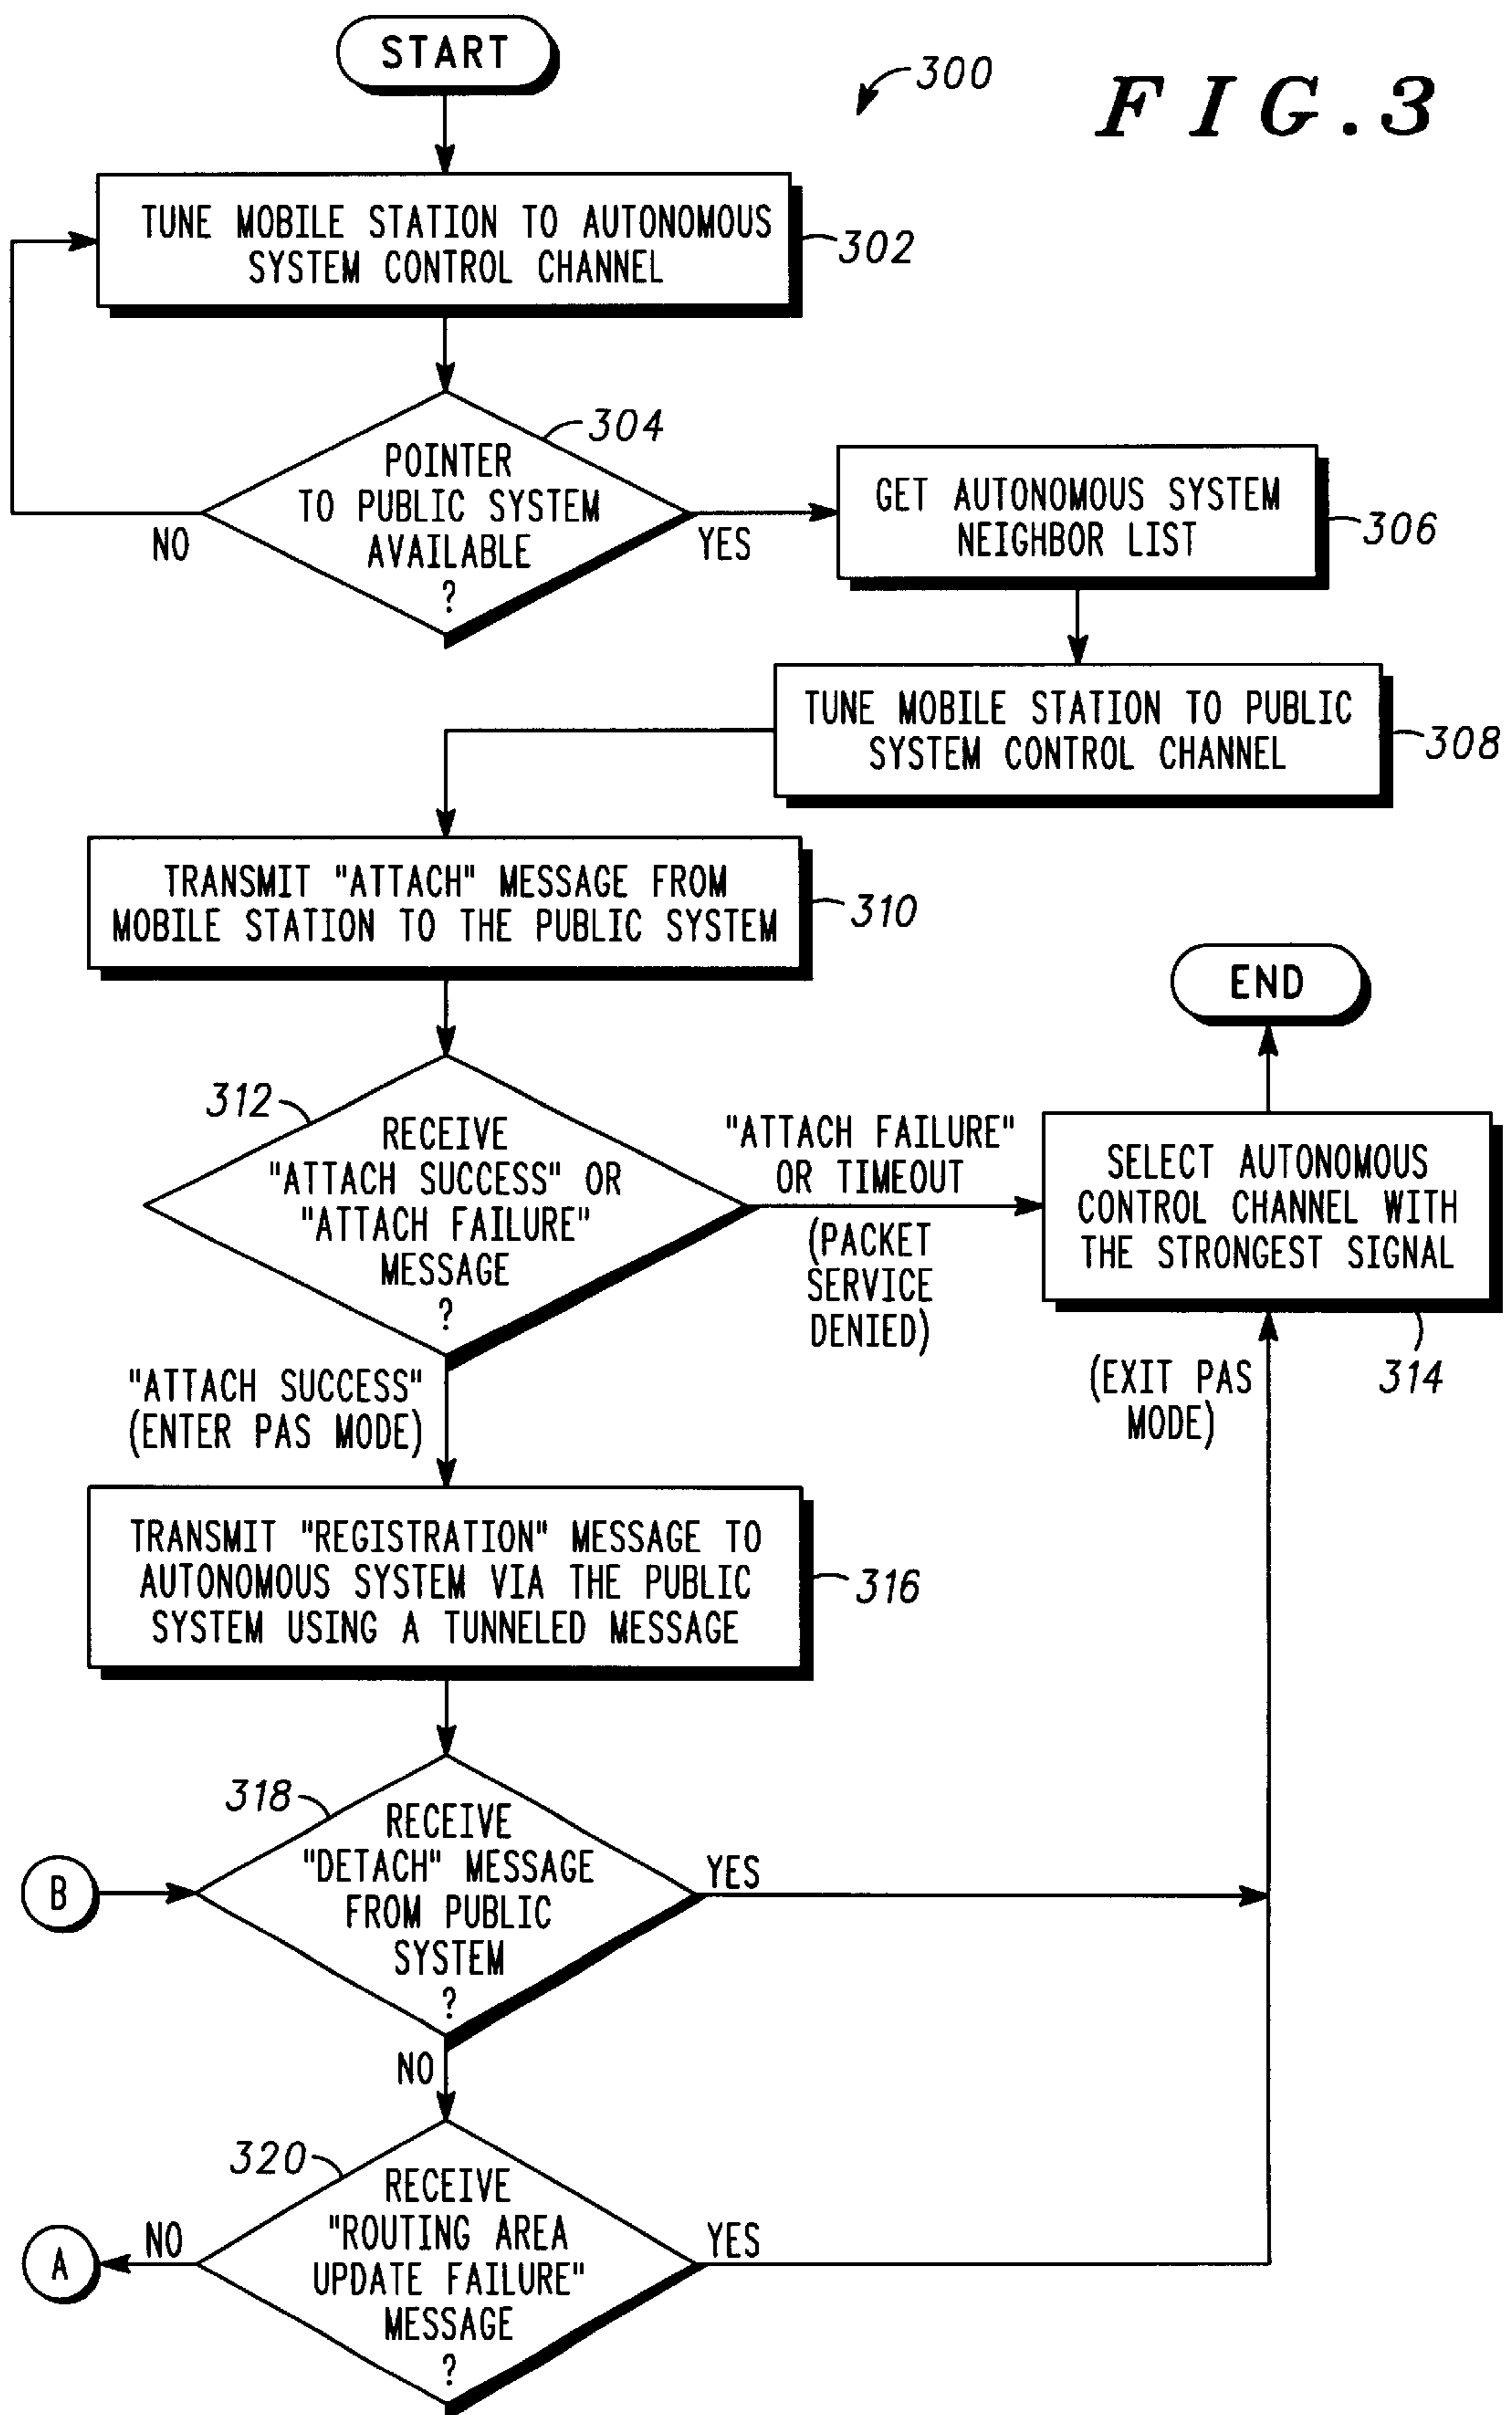 START
300
FIG.3
TUNE MOBILE STATION TO AUTONOMOUS
SYSTEM CONTROL CHANNEL
302
304
POINTER
TO PUBLIC SYSTEM
AVAILABLE
?
NO
YES
GET AUTONOMOUS SYSTEM
NEIGHBOR LIST
306
TUNE MOBILE STATION TO PUBLIC
SYSTEM CONTROL CHANNEL
308
TRANSMIT "ATTACH" MESSAGE FROM
MOBILE STATION TO THE PUBLIC SYSTEM
310
END
312
RECEIVE
"ATTACH SUCCESS" OR
"ATTACH FAILURE"
MESSAGE
?
"ATTACH FAILURE"
OR TIMEOUT
(PACKET
SERVICE
DENIED)
SELECT AUTONOMOUS
CONTROL CHANNEL WITH
THE STRONGEST SIGNAL
314
"ATTACH SUCCESS"
(ENTER PAS MODE)
(EXIT PAS
MODE)
TRANSMIT "REGISTRATION" MESSAGE TO
AUTONOMOUS SYSTEM VIA THE PUBLIC
SYSTEM USING A TUNNELED MESSAGE
316
318
RECEIVE
"DETACH" MESSAGE
FROM PUBLIC
SYSTEM
?
B
YES
NO
320
RECEIVE
"ROUTING AREA
UPDATE FAILURE"
MESSAGE
?
A
NO
YES